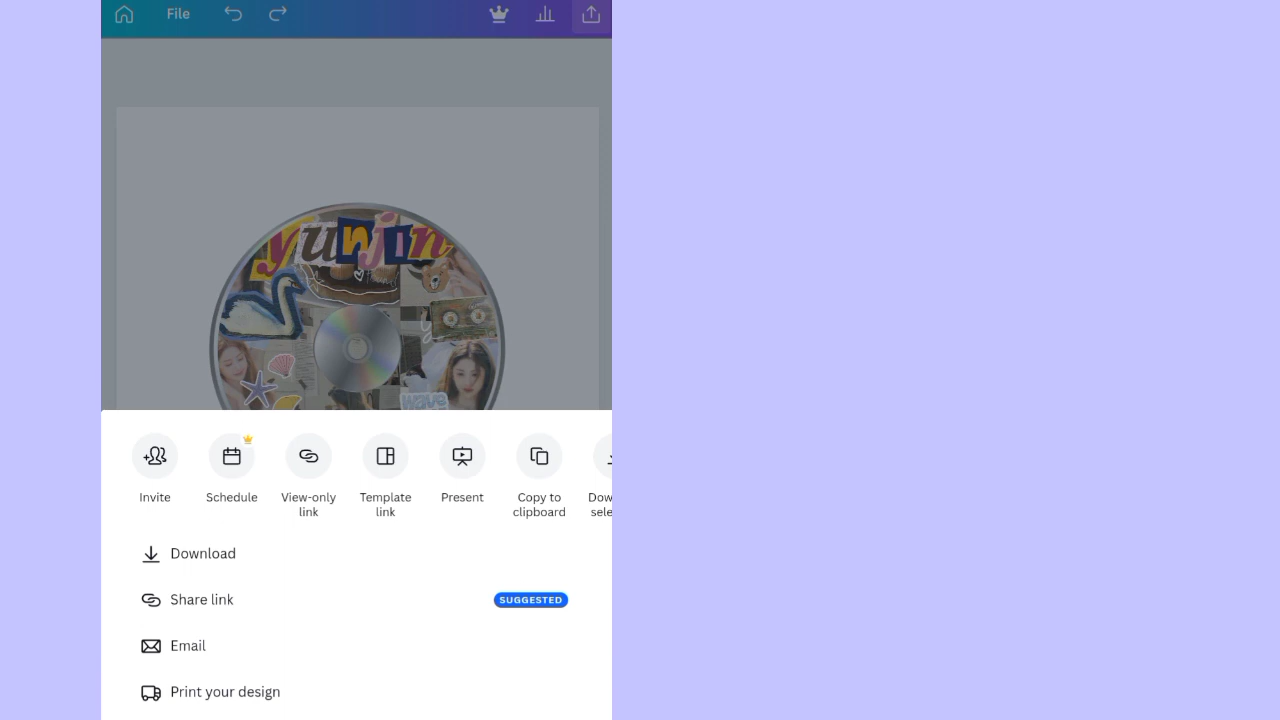 File
yunjin
wave
Invite
Schedule
View-only
link
Template
link
Present
Copy to
clipboard
Download
Share link
SUGGESTED
Email
Print your design